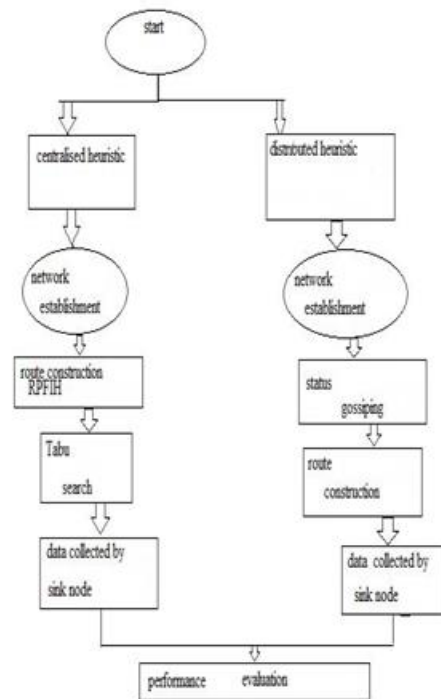 start
centralised heuristic
distributed heuristic
network
establishment
network
establishment
route construction
RPFIH
status
gossiping
Tabu
search
route
construction
data collected by
sink node
data collected by
sink node
performance evaluation